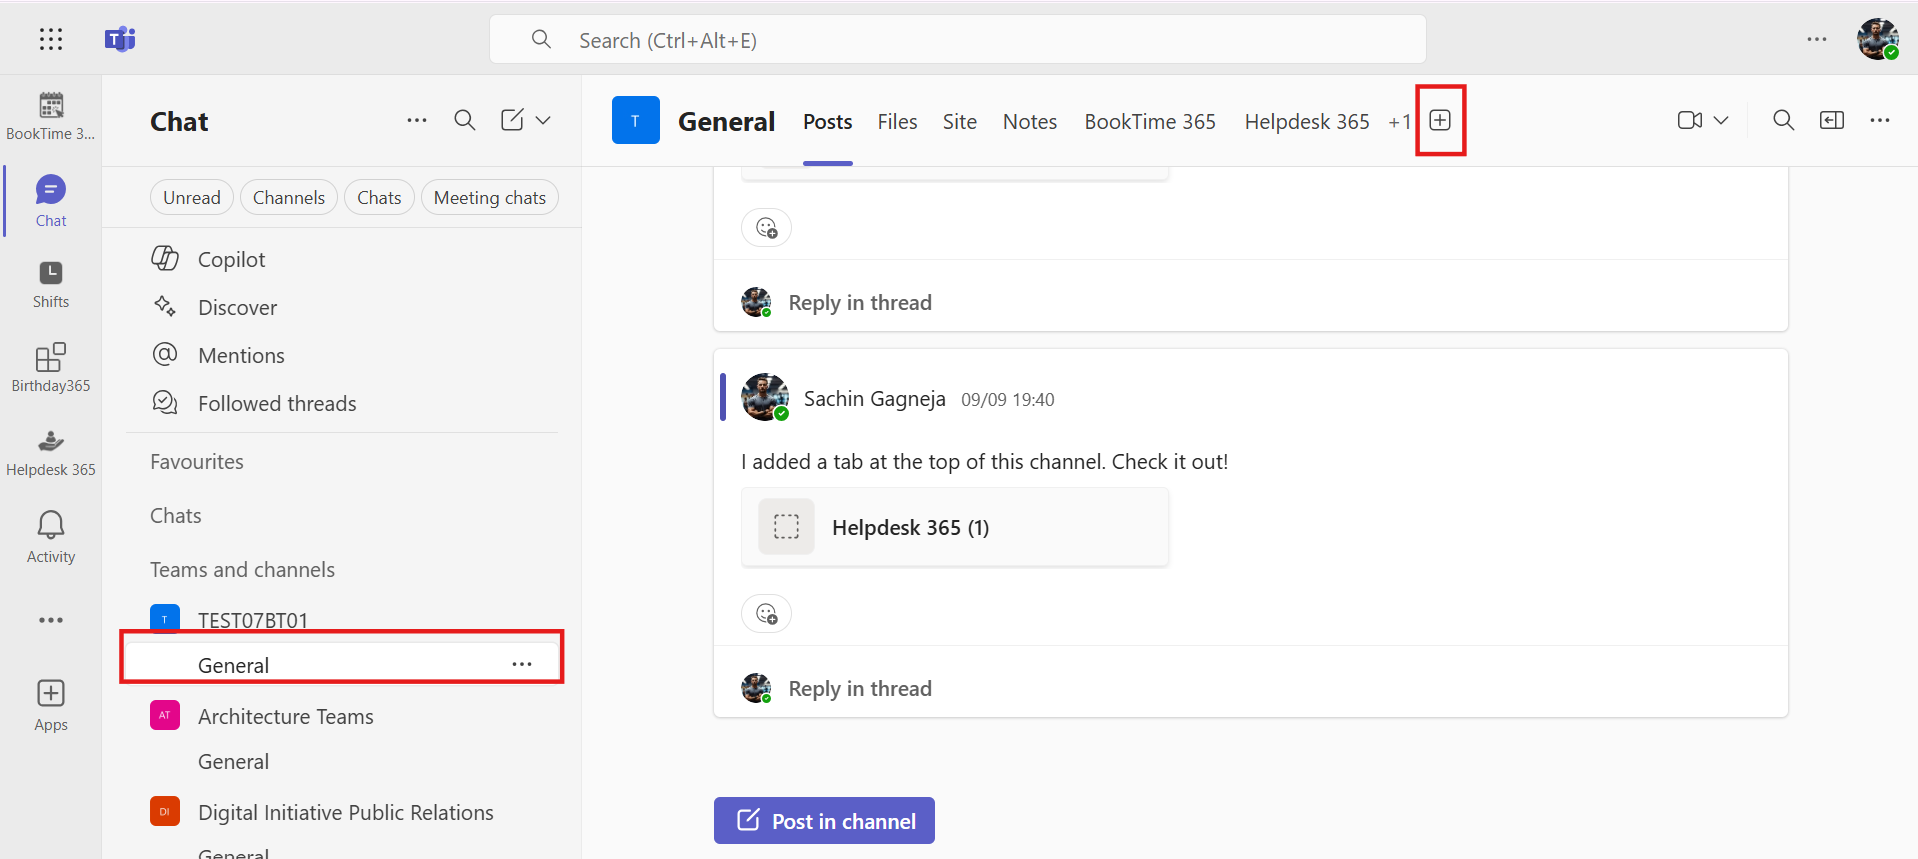 Search (Ctrl+Alt+E)
BookTime 3...
Chat
Shifts
Birthday365
Helpdesk 365
Activity
Apps
Chat
Unread Channels Chats Meeting chats
Copilot
Discover
Mentions
Followed threads
Favourites
Chats
Teams and channels
T TEST07BT01
General
AT Architecture Teams
General
DI Digital Initiative Public Relations
General
T General Posts Files Site Notes BookTime 365 Helpdesk 365 +1
Reply in thread
Sachin Gagneja 09/09 19:40
I added a tab at the top of this channel. Check it out!
Helpdesk 365 (1)
Reply in thread
Post in channel